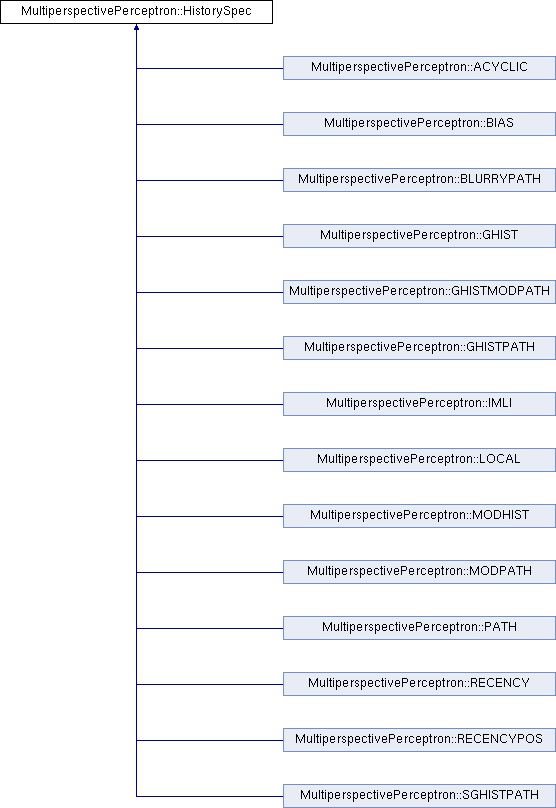 MultiperspectivePerceptron::HistorySpec
MultiperspectivePerceptron::ACYCLIC
MultiperspectivePerceptron::BIAS
MultiperspectivePerceptron::BLURRYPATH
MultiperspectivePerceptron::GHIST
MultiperspectivePerceptron::GHISTMODPATH
MultiperspectivePerceptron::GHISTPATH
MultiperspectivePerceptron::IMLI
MultiperspectivePerceptron::LOCAL
MultiperspectivePerceptron::MODHIST
MultiperspectivePerceptron::MODPATH
MultiperspectivePerceptron::PATH
MultiperspectivePerceptron::RECENCY
MultiperspectivePerceptron::RECENCYPOS
MultiperspectivePerceptron::SGHISTPATH